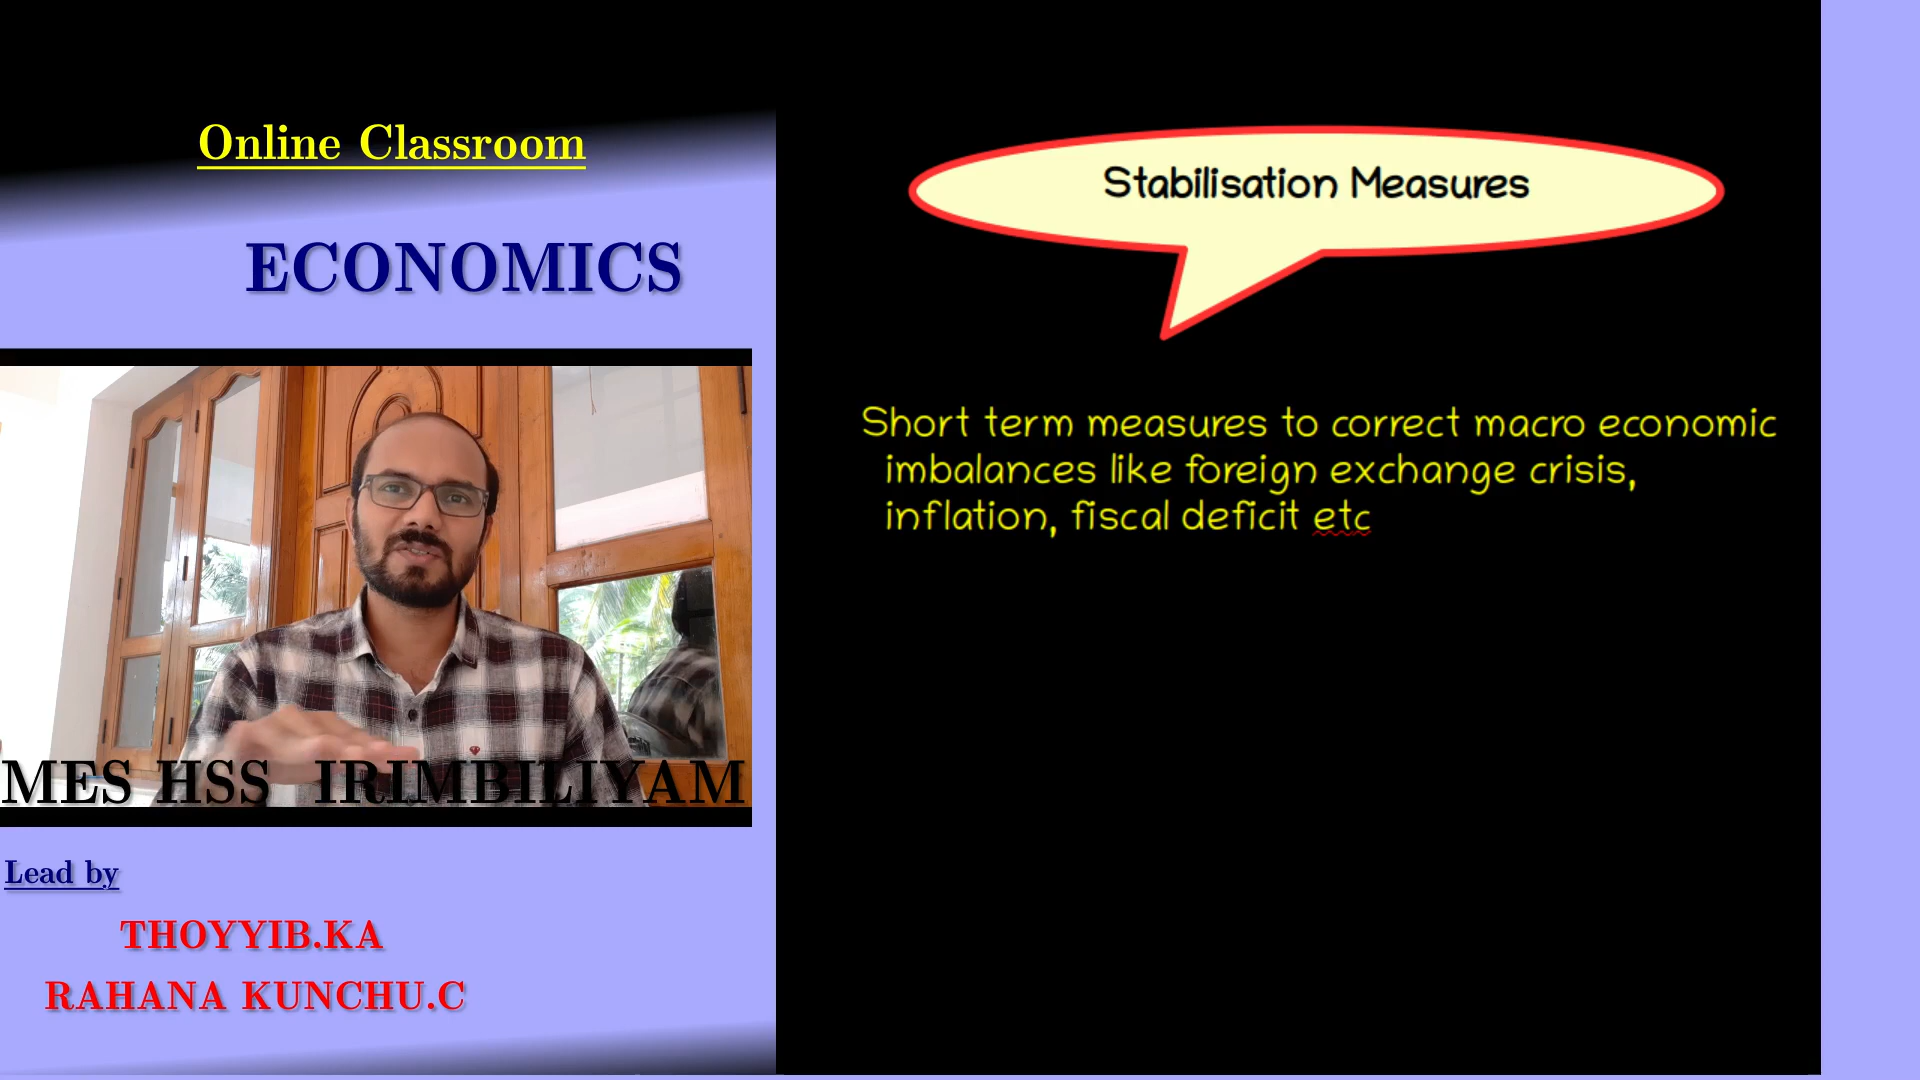 Online Classroom
ECONOMICS
MES HSS IRIMBILIYAM
Lead by
THOYYIB.KA
RAHANA KUNCHU.C
Stabilisation Measures
Short term measures to correct macro economic
imbalances like foreign exchange crisis,
inflation, fiscal deficit etc